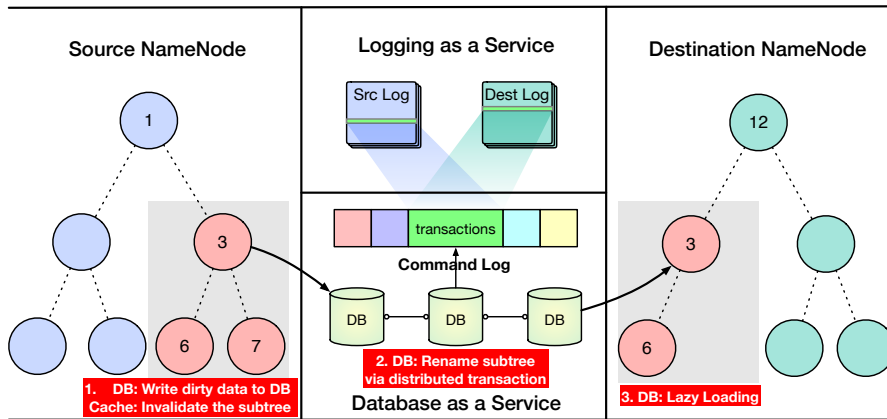 Source NameNode
1
3
6
7
1. DB: Write dirty data to DB
Cache: Invalidate the subtree
Logging as a Service
Src Log
Dest Log
transactions
Command Log
DB
DB
DB
2. DB: Rename subtree
via distributed transaction
Database as a Service
Destination NameNode
12
3
6
3. DB: Lazy Loading